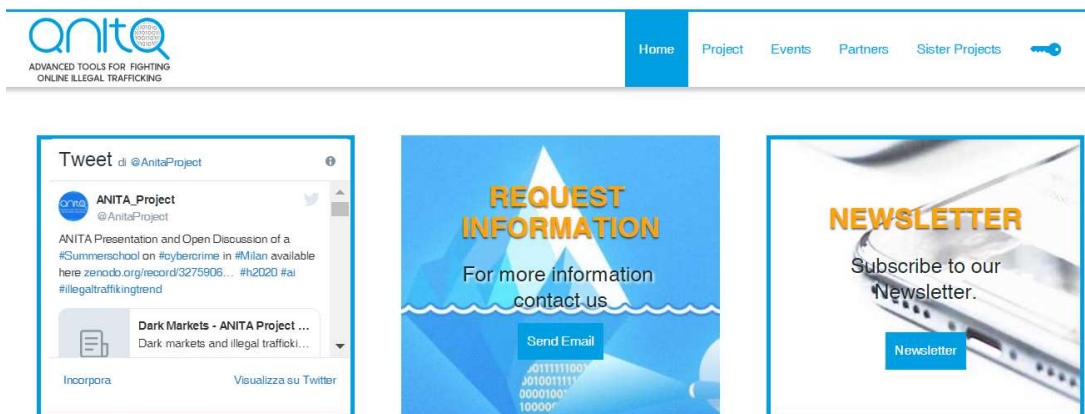 anita
ADVANCED TOOLS FOR FIGHTING
ONLINE ILLEGAL TRAFFICKING
Home Project Events Partners Sister Projects
Tweet di @AnitaProject
ANITA_Project
@AnitaProject
ANITA Presentation and Open Discussion of a
#Summerschool on #cybercrime in #Milan available
here zenodo.org/record/3275906… #h2020 #ai
#illegaltraffikingtrend
Dark Markets - ANITA Project ...
Dark markets and illegal trafficki...
Incorpora Visualizza su Twitter
REQUEST
INFORMATION
For more information
contact us
Send Email
NEWSLETTER
Subscribe to our
Newsletter.
Newsletter